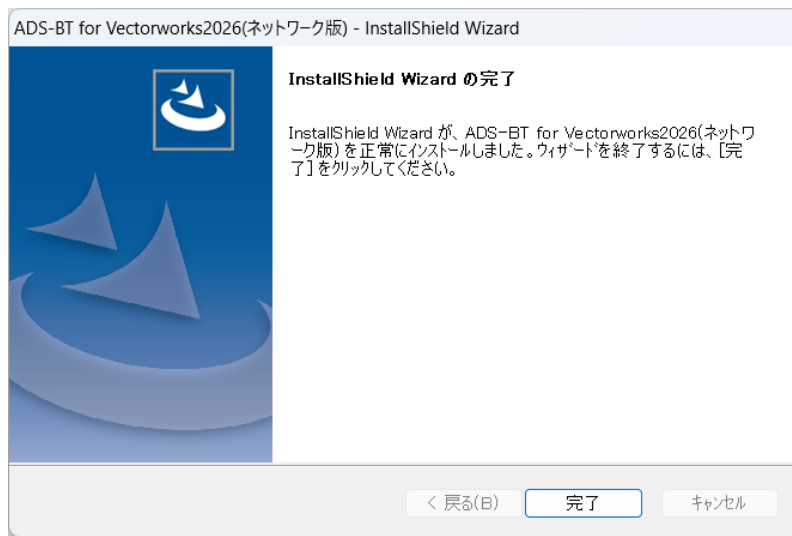 ADS-BT for Vectorworks2026(ネットワーク版) - InstallShield Wizard
InstallShield Wizard の完了
InstallShield Wizard が、ADS-BT for Vectorworks2026(ネットワ
ーク版) を正常にインストールしました。ウィザードを終了するには、[完
了] をクリックしてください。
< 戻る(B)
完了
キャンセル